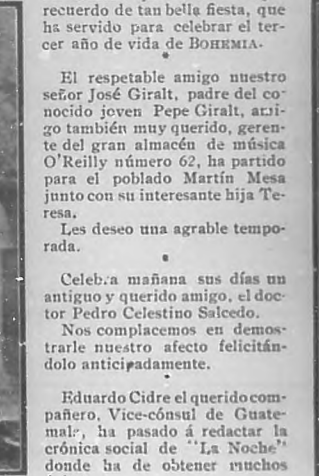 recuerdo de tan bella fiesta, que
ha servido para celebrar el ter-
cer año de vida de BOHEMIA.
*
El respetable amigo nuestro
señor José Giralt, padre del co-
nocido joven Pepe Giralt, ami-
go también muy querido, geren-
te del gran almacén de música
O'Reilly número 62, ha partido
para el poblado Martín Mesa
junto con su interesante hija Te-
resa.
Les deseo una agrable tempo-
rada.
*
Celebra mañana sus días un
antiguo y querido amigo, el doc-
tor Pedro Celestino Salcedo.
Nos complacemos en demos-
trarle nuestro afecto felicitán-
dolo anticipadamente.
*
Eduardo Cidre el querido com-
pañero, Vice-cónsul de Guate-
mala, ha pasado á redactar la
crónica social de "La Noche"
donde ha de obtener muchos